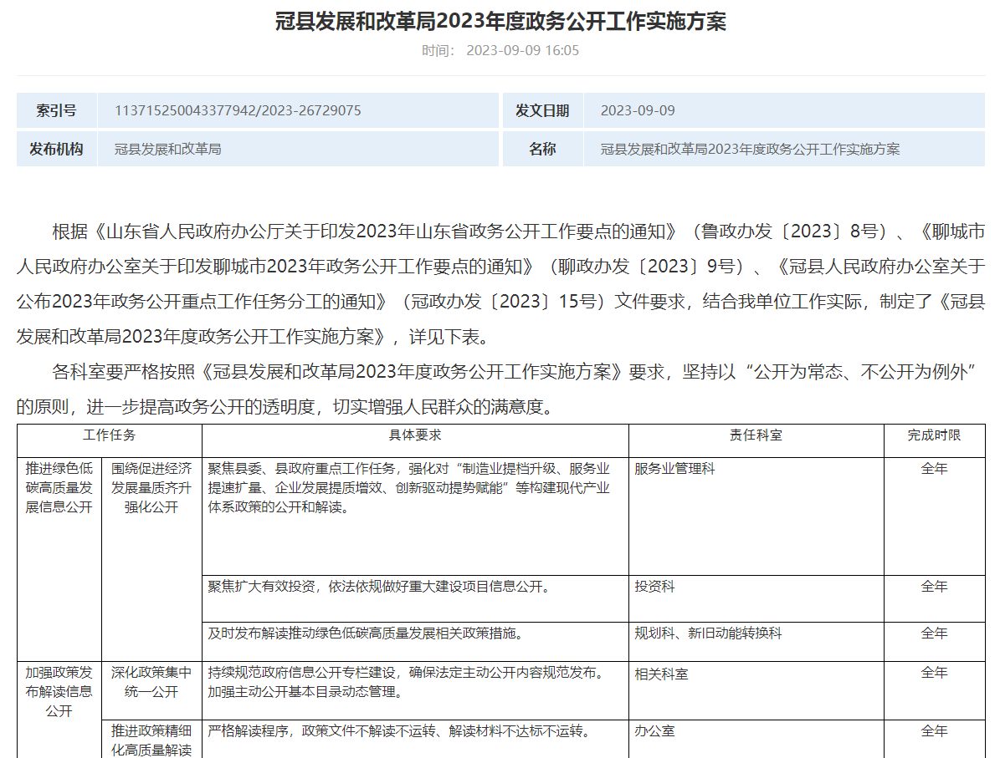 冠县发展和改革局2023年度政务公开工作实施方案
时间： 2023-09-09 16:05
索引号 113715250043377942/2023-26729075 发文日期 2023-09-09
发布机构 冠县发展和改革局 名称 冠县发展和改革局2023年度政务公开工作实施方案
根据《山东省人民政府办公厅关于印发2023年山东省政务公开工作要点的通知》（鲁政办发〔2023〕8号）、《聊城市
人民政府办公室关于印发聊城市2023年政务公开工作要点的通知》（聊政办发〔2023〕9号）、《冠县人民政府办公室关于
公布2023年政务公开重点工作任务分工的通知》（冠政办发〔2023〕15号）文件要求，结合我单位工作实际，制定了《冠县
发展和改革局2023年度政务公开工作实施方案》，详见下表。
各科室要严格按照《冠县发展和改革局2023年度政务公开工作实施方案》要求，坚持以“公开为常态、不公开为例外”
的原则，进一步提高政务公开的透明度，切实增强人民群众的满意度。
工作任务 具体要求 责任科室 完成时限
推进绿色低
碳高质量发
展信息公开
围绕促进经济
发展量质齐升
强化公开
聚焦县委、县政府重点工作任务，强化对“制造业提档升级、服务业
提速扩量、企业发展提质增效、创新驱动提势赋能”等构建现代产业
体系政策的公开和解读。
服务业管理科
全年
聚焦扩大有效投资，依法依规做好重大建设项目信息公开。
投资科
全年
及时发布解读推动绿色低碳高质量发展相关政策措施。
规划科、新旧动能转换科
全年
加强政策发
布解读信息
公开
深化政策集中
统一公开
持续规范政府信息公开专栏建设，确保法定主动公开内容规范发布。
加强主动公开基本目录动态管理。
相关科室
全年
推进政策精细
化高质量解读
严格解读程序，政策文件不解读不运转、解读材料不达标不运转。
办公室
全年